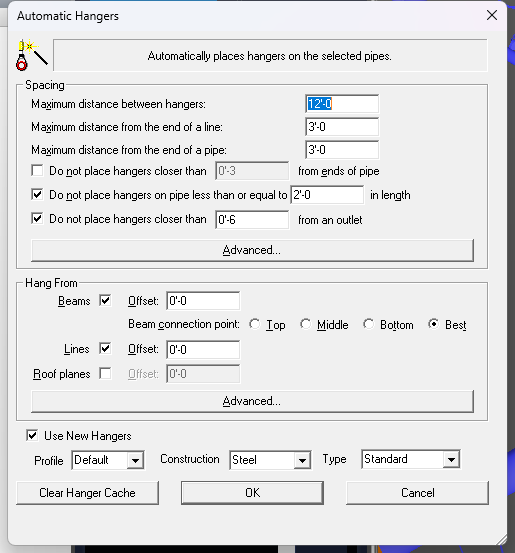 Automatic Hangers
Automatically places hangers on the selected pipes.
Spacing
Maximum distance between hangers: 12'-0
Maximum distance from the end of a line: 3'-0
Maximum distance from the end of a pipe: 3'-0
Do not place hangers closer than 0'-3 from ends of pipe
Do not place hangers on pipe less than or equal to 2'-0 in length
Do not place hangers closer than 0'-6 from an outlet
Advanced...
Hang From
Beams Offset: 0'-0
Beam connection point: Top Middle Bottom Best
Lines Offset: 0'-0
Roof planes Offset: 0'-0
Advanced...
Use New Hangers
Profile Default Construction Steel Type Standard
Clear Hanger Cache OK Cancel